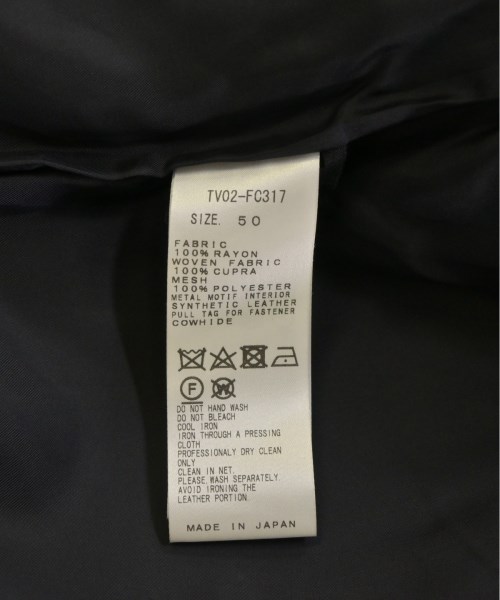 TV02-FC317
SIZE. 50
FABRIC
100% RAYON
WOVEN FABRIC
100% CUPRA
MESH
100% POLYESTER
METAL MOTIF INTERIOR
SYNTHETIC LEATHER
PULL TAG FOR FASTENER
COWHIDE
F W
DO NOT HAND WASH
DO NOT BLEACH
COOL IRON
IRON THROUGH A PRESSING
CLOTH
PROFESSIONALY DRY CLEAN
ONLY
CLEAN IN NET.
PLEASE.WASH SEPARATELY.
AVOID IRONING THE
LEATHER PORTION.
MADE IN JAPAN